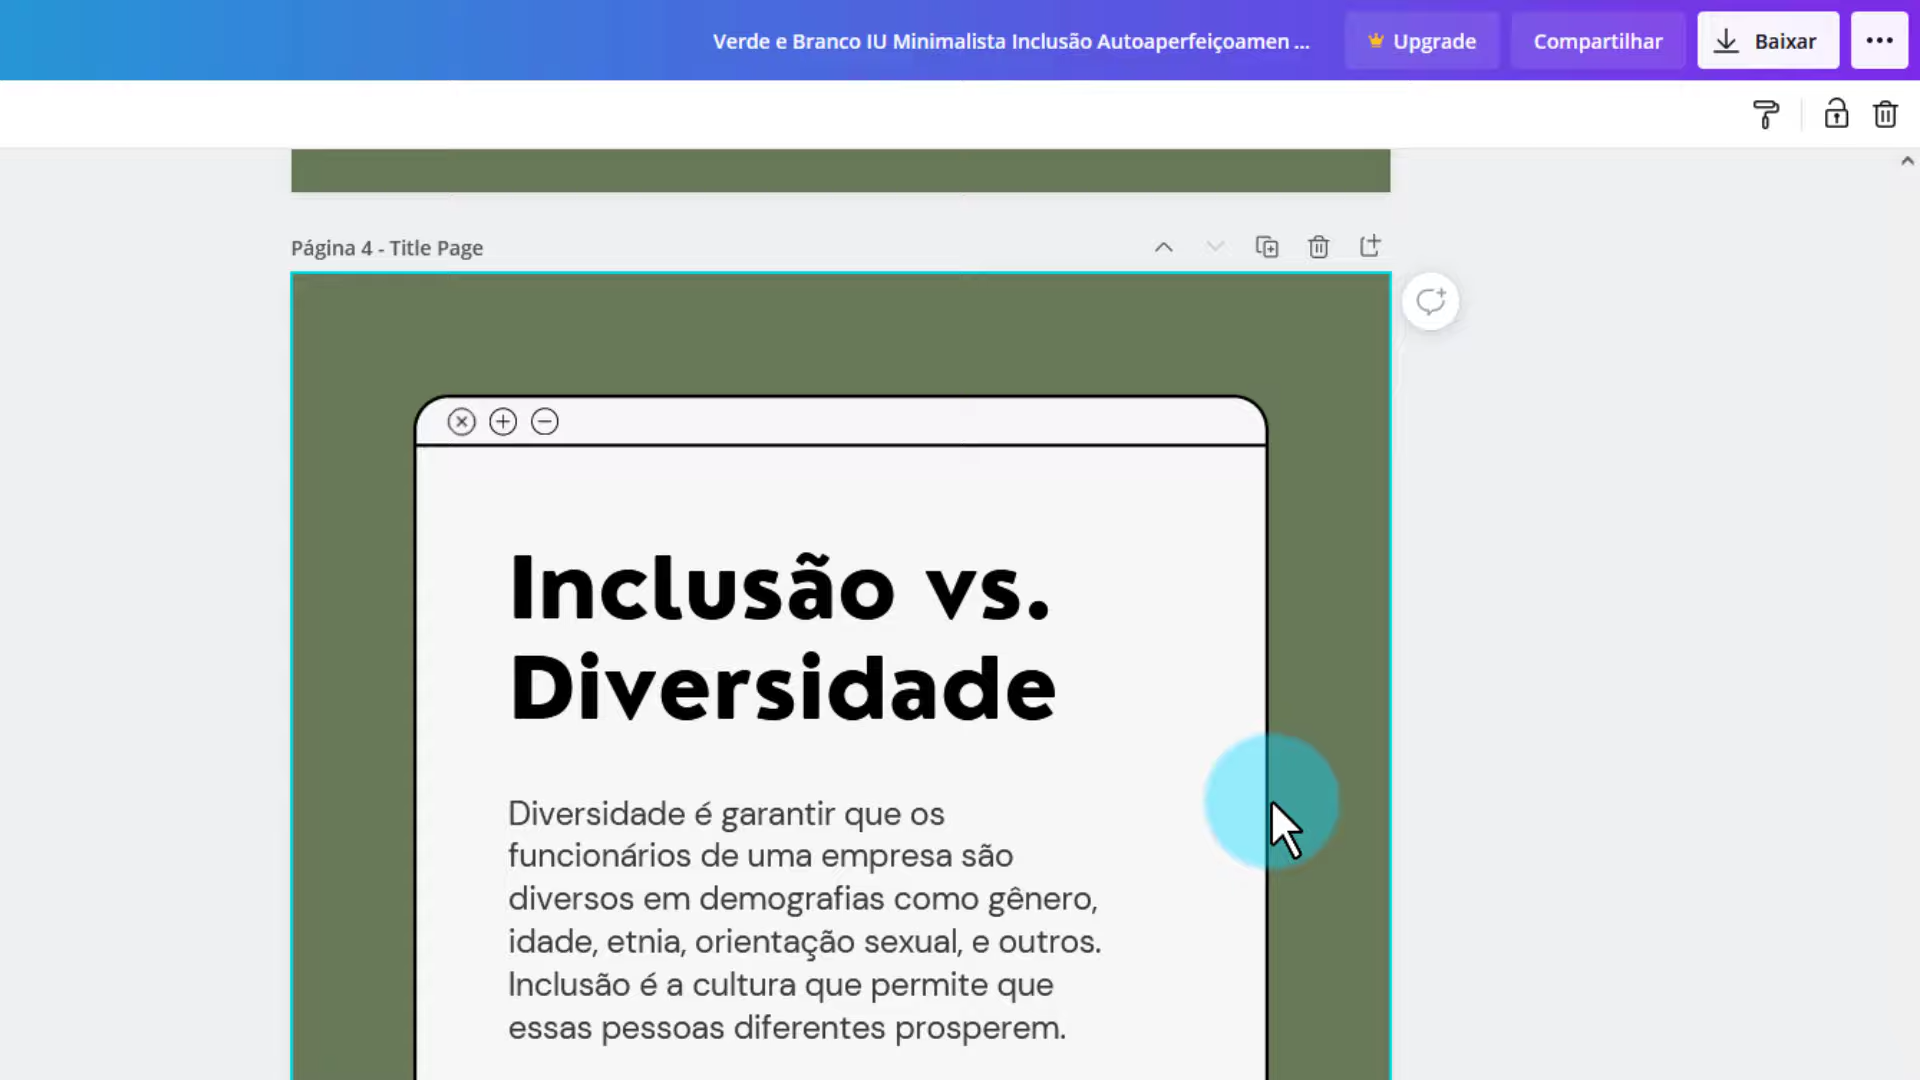 Verde e Branco IU Minimalista Inclusão Autoaperfeiçoamen ...
Upgrade
Compartilhar
Baixar
Página 4 - Title Page
Inclusão vs.
Diversidade
Diversidade é garantir que os
funcionários de uma empresa são
diversos em demografias como gênero,
idade, etnia, orientação sexual, e outros.
Inclusão é a cultura que permite que
essas pessoas diferentes prosperem.